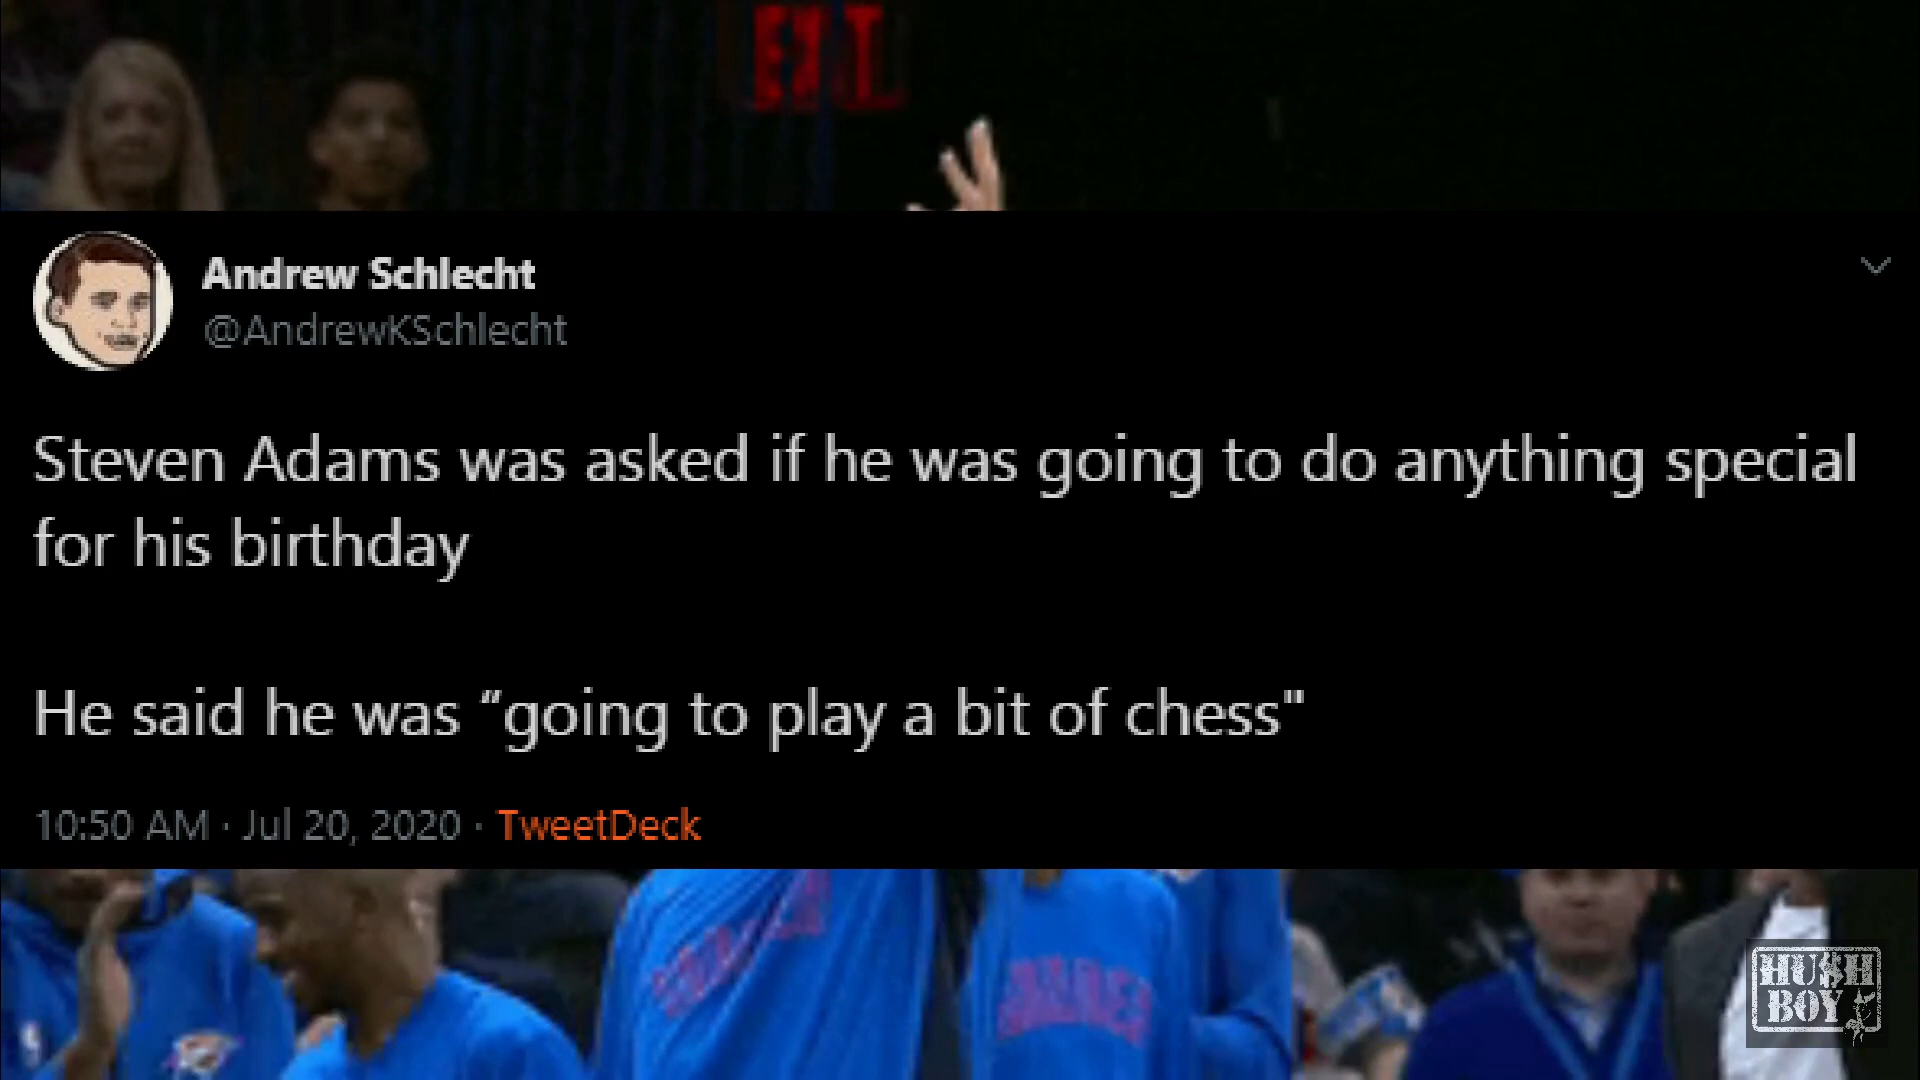 EXIT
Andrew Schlecht
@AndrewKSchlecht
Steven Adams was asked if he was going to do anything special
for his birthday
He said he was “going to play a bit of chess"
10:50 AM · Jul 20, 2020 · TweetDeck
HU$H
BOY